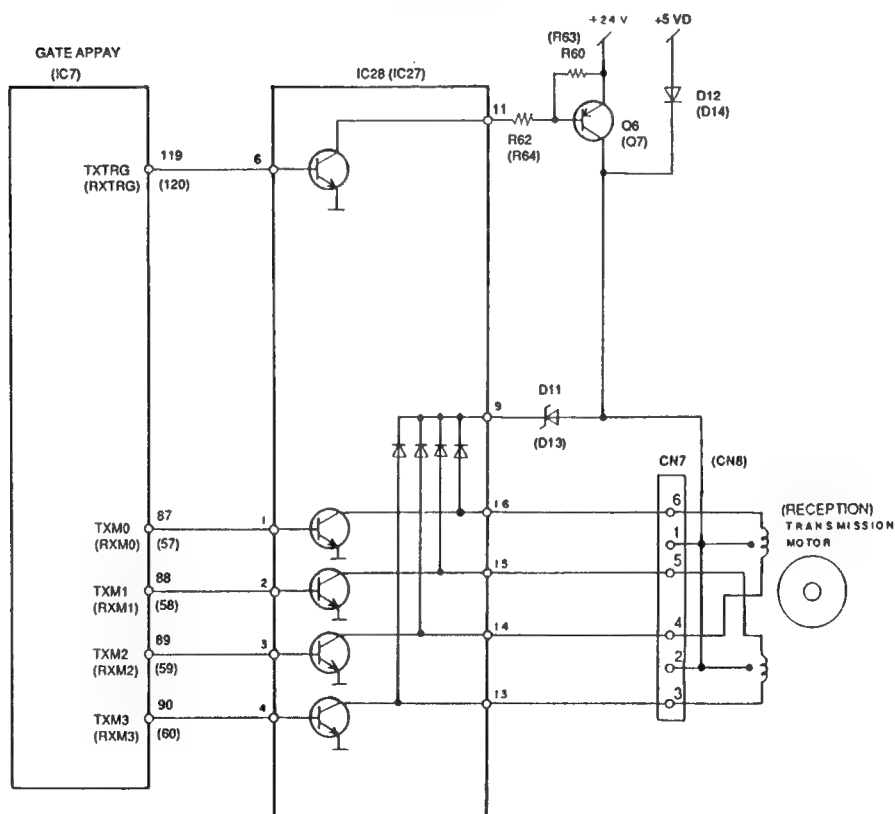 +24 V
+5 VD
(R63)
R60
GATE APPAY
(IC7)
IC28 (IC27)
D12
(D14)
11
R62
(R64)
Q6
(Q7)
TXTRG
(RXTRG)
119
(120)
6
9
D11
(D13)
CN7
(CN8)
16
6
(RECEPTION)
TRANSMISSION
MOTOR
TXM0
(RXM0)
87
(57)
1
1
15
5
TXM1
(RXM1)
88
(58)
2
14
4
TXM2
(RXM2)
89
(59)
3
2
13
3
TXM3
(RXM3)
90
(60)
4